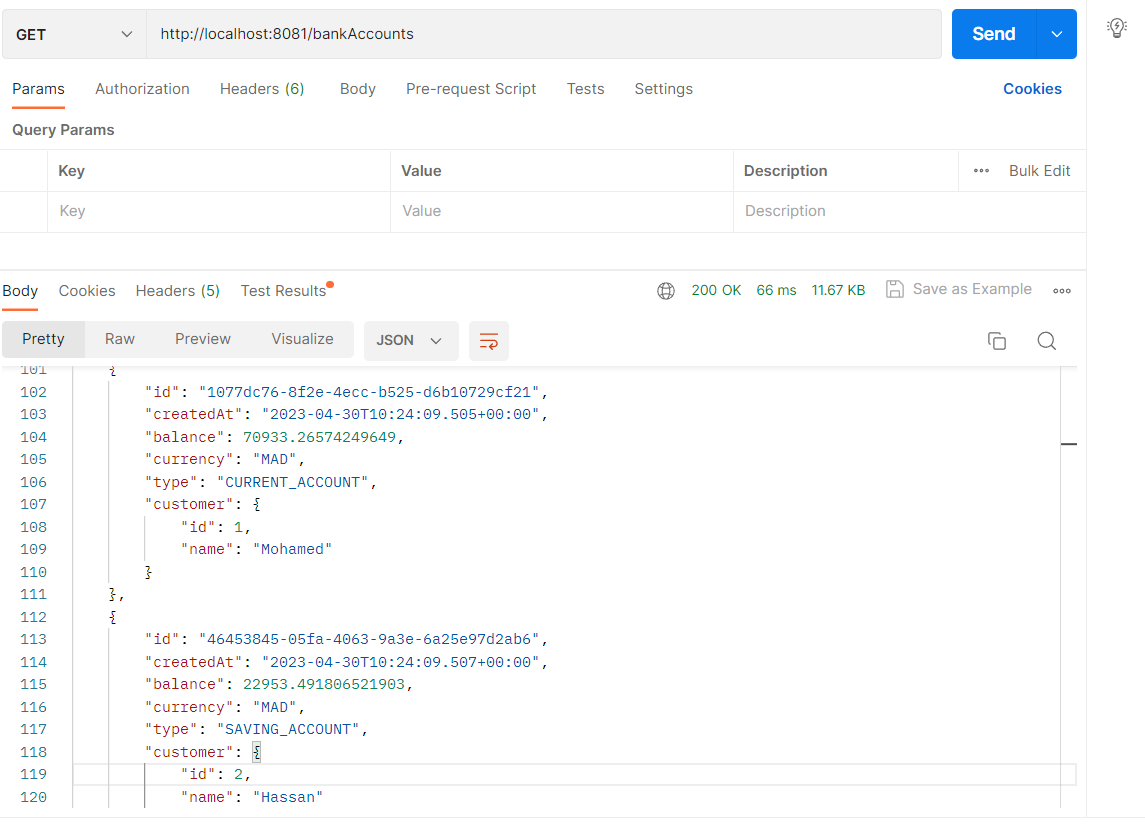 GET http://localhost:8081/bankAccounts Send
Params Authorization Headers (6) Body Pre-request Script Tests Settings Cookies
Query Params
Key Value Description ••• Bulk Edit
Key Value Description
Body Cookies Headers (5) Test Results 200 OK 66 ms 11.67 KB Save as Example
Pretty Raw Preview Visualize JSON
101 {
102 "id": "1077dc76-8f2e-4ecc-b525-d6b10729cf21",
103 "createdAt": "2023-04-30T10:24:09.505+00:00",
104 "balance": 70933.26574249649,
105 "currency": "MAD",
106 "type": "CURRENT_ACCOUNT",
107 "customer": {
108 "id": 1,
109 "name": "Mohamed"
110 }
111 },
112 {
113 "id": "46453845-05fa-4063-9a3e-6a25e97d2ab6",
114 "createdAt": "2023-04-30T10:24:09.507+00:00",
115 "balance": 22953.491806521903,
116 "currency": "MAD",
117 "type": "SAVING_ACCOUNT",
118 "customer": {
119 "id": 2,
120 "name": "Hassan"